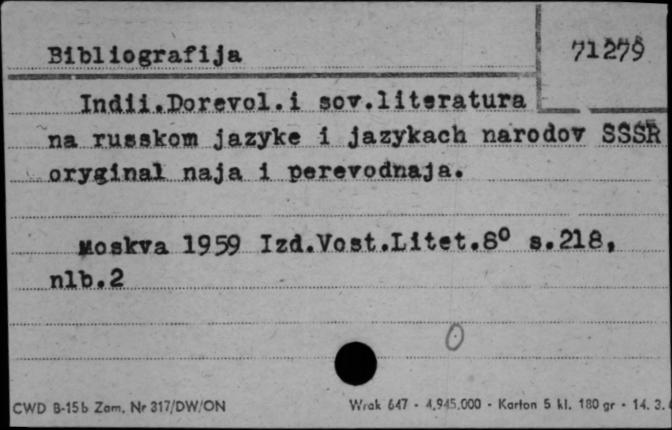 Bibliografija
71279
Indii.Dorevol.i sov.literatura
na russkom jazyke i jazykach narodov SSSR
oryginal naja i perevodnaja.
Moskva 1959 Izd.Vost.Litet.8° s.218,
nlb.2
0
CWD B-15b Zam. Nr 317/DW/ON
Wrak 647 - 4.945.000 - Karton 5 kl. 180 gr - 14. 3.